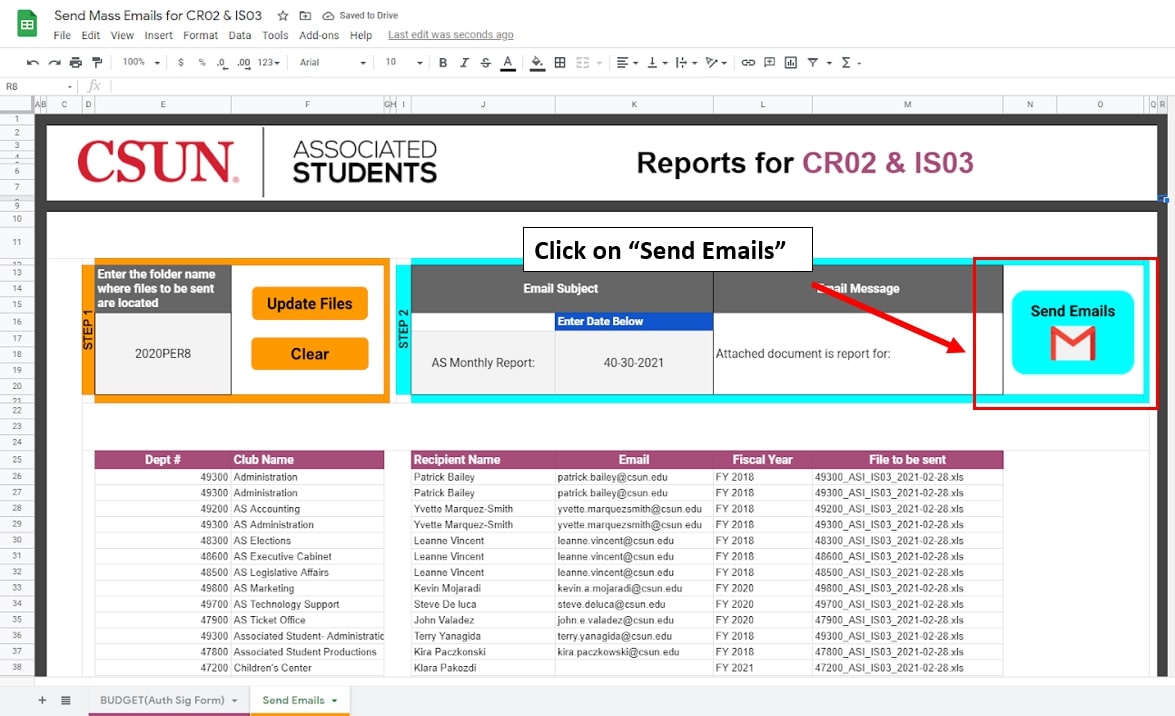 Send Mass Emails for CR02 & IS03 Saved to Drive
File Edit View Insert Format Data Tools Add-ons Help Last edit was seconds ago
100% $ % .0 .00 123 Arial 10 B I S A
R8 fx
A B C D E F G H I J K L M N O Q R
CSUN® ASSOCIATED STUDENTS Reports for CR02 & IS03
Click on “Send Emails”
STEP 1
Enter the folder name
where files to be sent
are located
2020PER8
Update Files
Clear
STEP 2
Email Subject
Enter Date Below
AS Monthly Report: 40-30-2021
Email Message
Attached document is report for:
Send Emails
Dept # Club Name Recipient Name Email Fiscal Year File to be sent
49300 Administration Patrick Bailey patrick.bailey@csun.edu FY 2018 49300_ASI_IS03_2021-02-28.xls
49300 Administration Patrick Bailey patrick.bailey@csun.edu FY 2018 49300_ASI_IS03_2021-02-28.xls
49200 AS Accounting Yvette Marquez-Smith yvette.marquezsmith@csun.edu FY 2018 49200_ASI_IS03_2021-02-28.xls
49300 AS Administration Yvette Marquez-Smith yvette.marquezsmith@csun.edu FY 2018 49300_ASI_IS03_2021-02-28.xls
48300 AS Elections Leanne Vincent leanne.vincent@csun.edu FY 2018 48300_ASI_IS03_2021-02-28.xls
48600 AS Executive Cabinet Leanne Vincent leanne.vincent@csun.edu FY 2018 48600_ASI_IS03_2021-02-28.xls
48500 AS Legislative Affairs Leanne Vincent leanne.vincent@csun.edu FY 2018 48500_ASI_IS03_2021-02-28.xls
49800 AS Marketing Kevin Mojaradi kevin.a.mojaradi@csun.edu FY 2020 49800_ASI_IS03_2021-02-28.xls
49700 AS Technology Support Steve De luca steve.deluca@csun.edu FY 2020 49700_ASI_IS03_2021-02-28.xls
47900 AS Ticket Office John Valadez john.e.valadez@csun.edu FY 2020 47900_ASI_IS03_2021-02-28.xls
49300 Associated Student- Administratic Terry Yanagida terry.yanagida@csun.edu FY 2018 49300_ASI_IS03_2021-02-28.xls
47800 Associated Student Productions Kira Paczkonski kira.paczkowski@csun.edu FY 2018 47800_ASI_IS03_2021-02-28.xls
47200 Children's Center Klara Pakozdi FY 2021 47200_ASI_IS03_2021-02-28.xls
BUDGET(Auth Sig Form) Send Emails